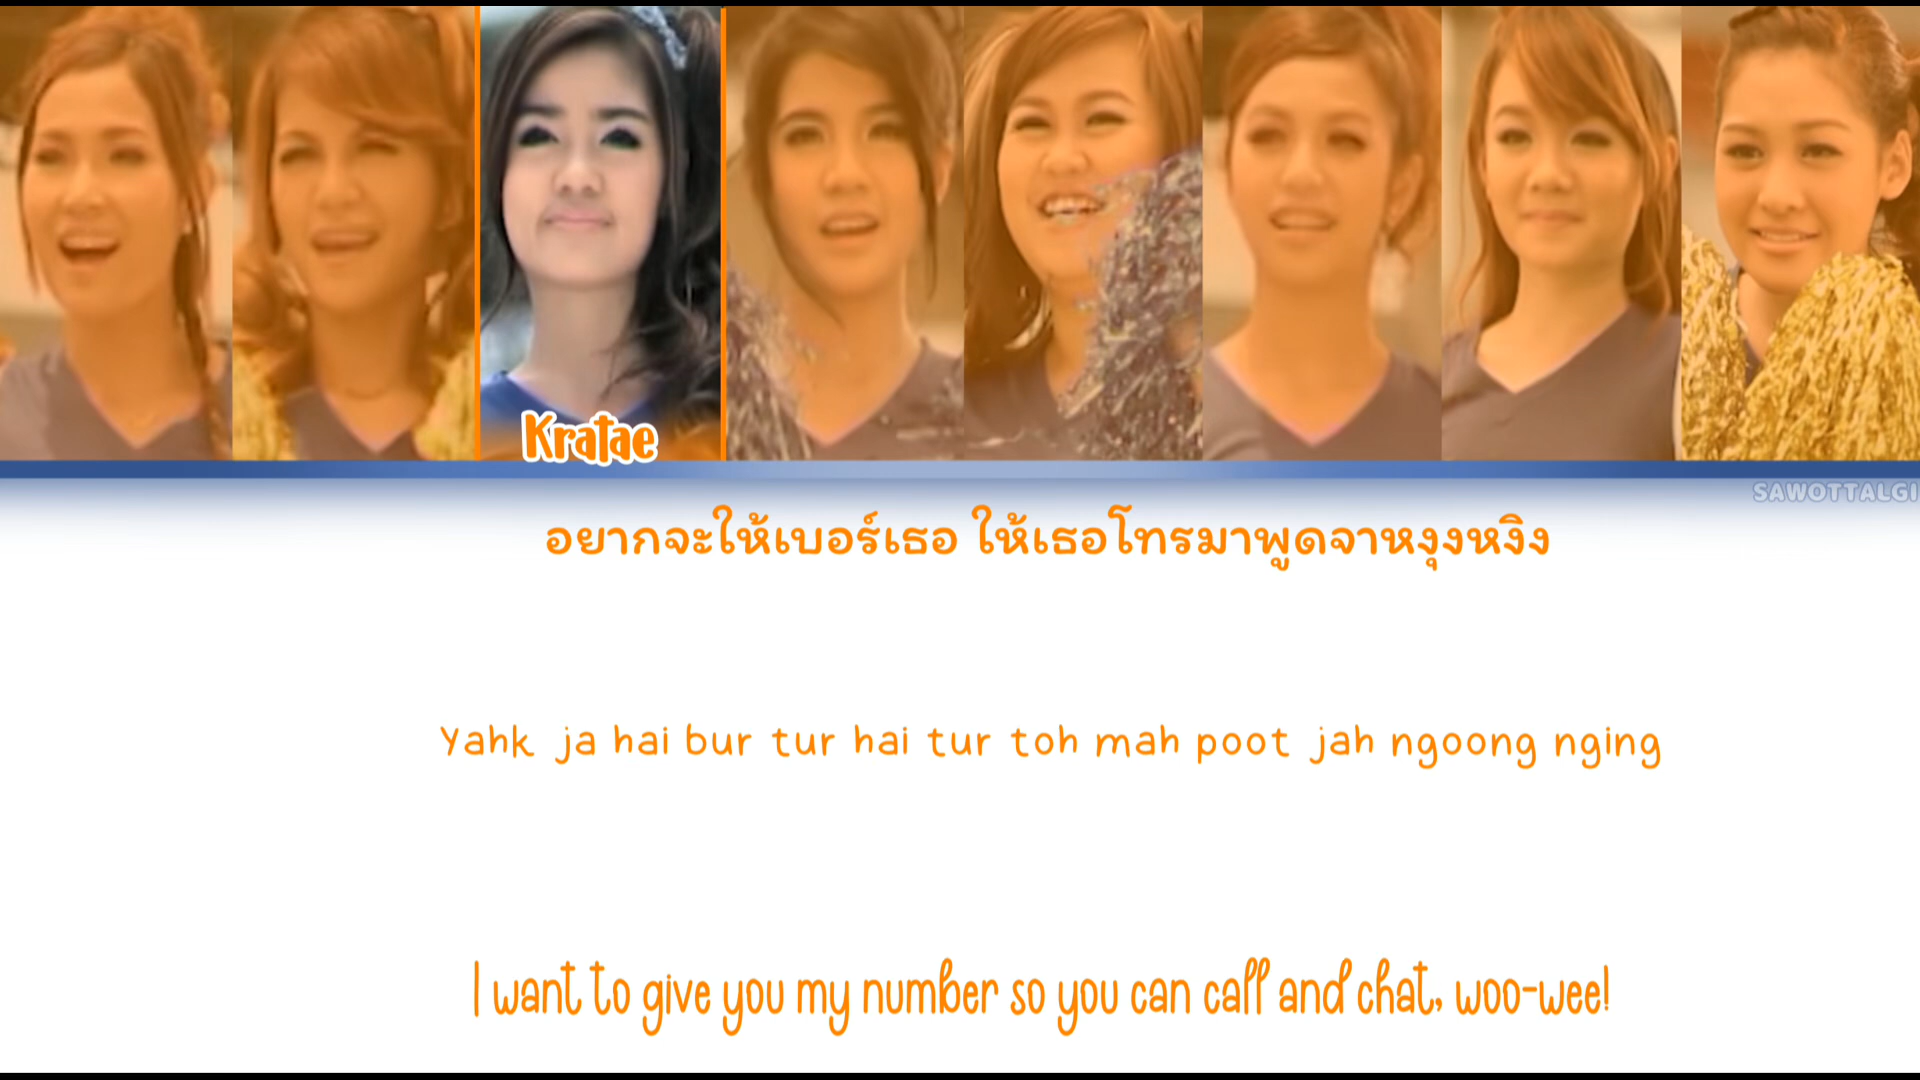 Kratae
SAWOTTALGI
อยากจะให้เบอร์เธอ ให้เธอโทรมาพูดจาหงุงหงิง
Yahk ja hai bur tur hai tur toh mah poot jah ngoong nging
I want to give you my number so you can call and chat, woo-wee!